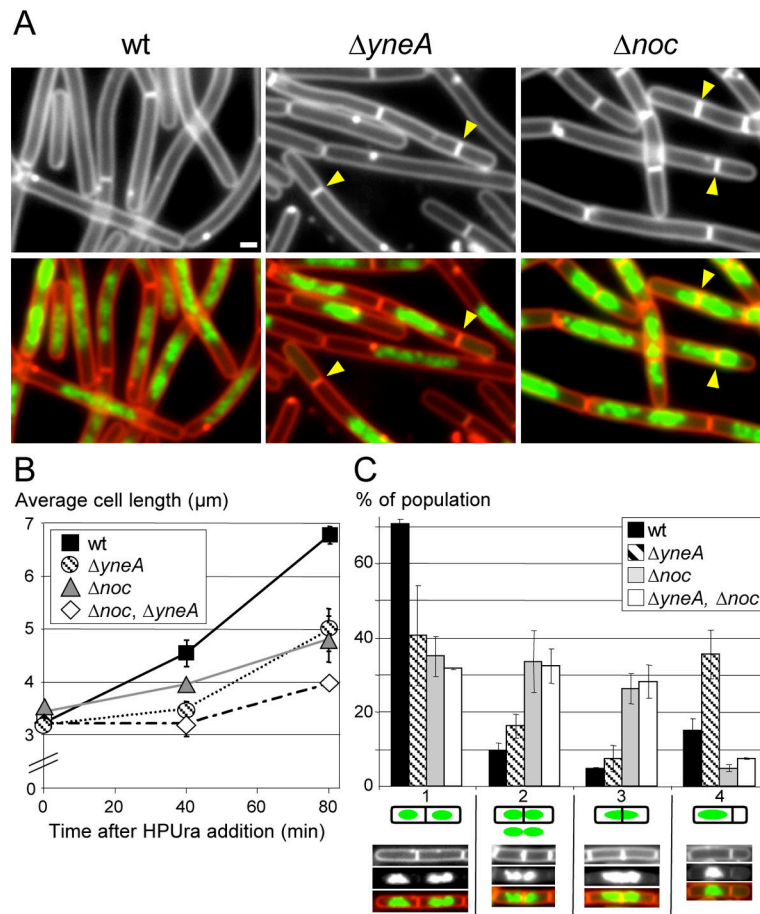 A
wt
ΔyneA
Δnoc
B
Average cell length (µm)
7
6
5
4
3
0
wt
ΔyneA
Δnoc
Δnoc, ΔyneA
0 20 40 60 80
Time after HPUra addition (min)
C
% of population
60
40
20
0
wt
ΔyneA
Δnoc
ΔyneA, Δnoc
1 2 3 4